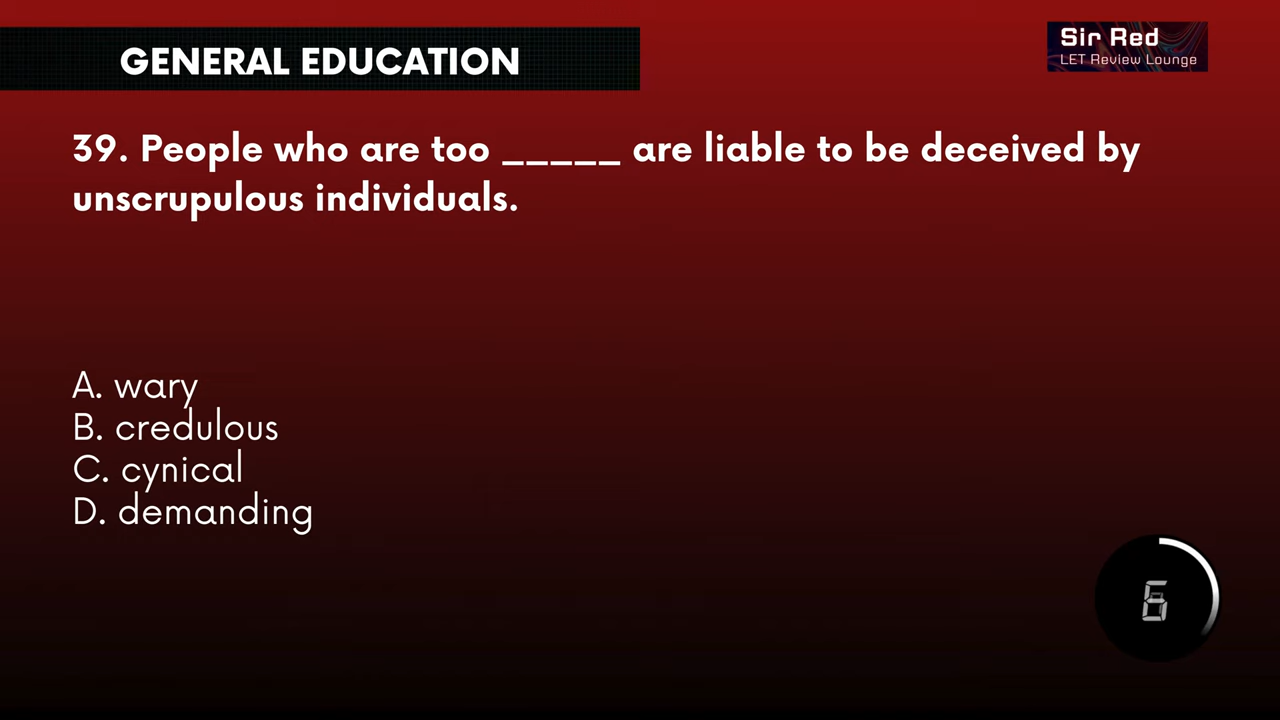 GENERAL EDUCATION
Sir Red
LET Review Lounge
39. People who are too _____ are liable to be deceived by
unscrupulous individuals.
A. wary
B. credulous
C. cynical
D. demanding
6